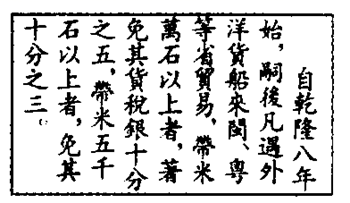 自乾隆八年
始，嗣後凡遇外
洋貨船來閩、粵
等省貿易，帶米
萬石以上者，著
免其貨稅銀十分
之五，帶米五千
石以上者，免其
十分之三。